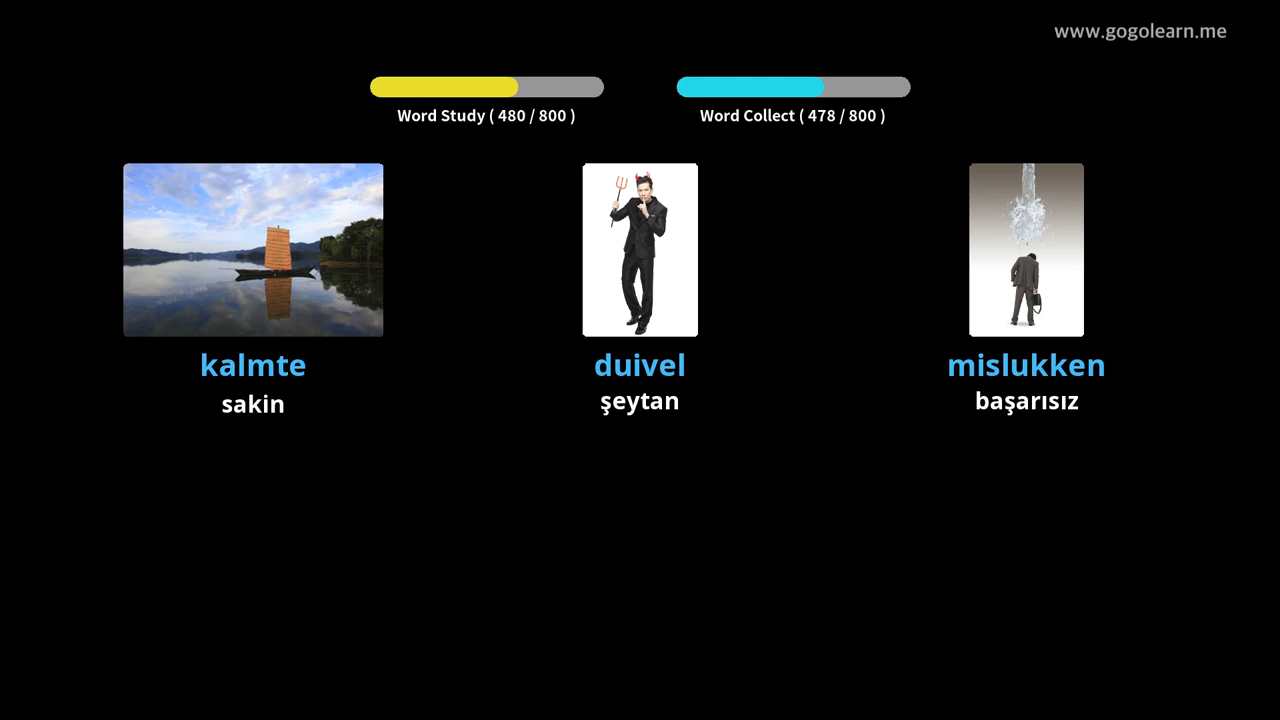 www.gogolearn.me
Word Study ( 480 / 800 )
Word Collect ( 478 / 800 )
kalmte
duivel
mislukken
sakin
şeytan
başarısız